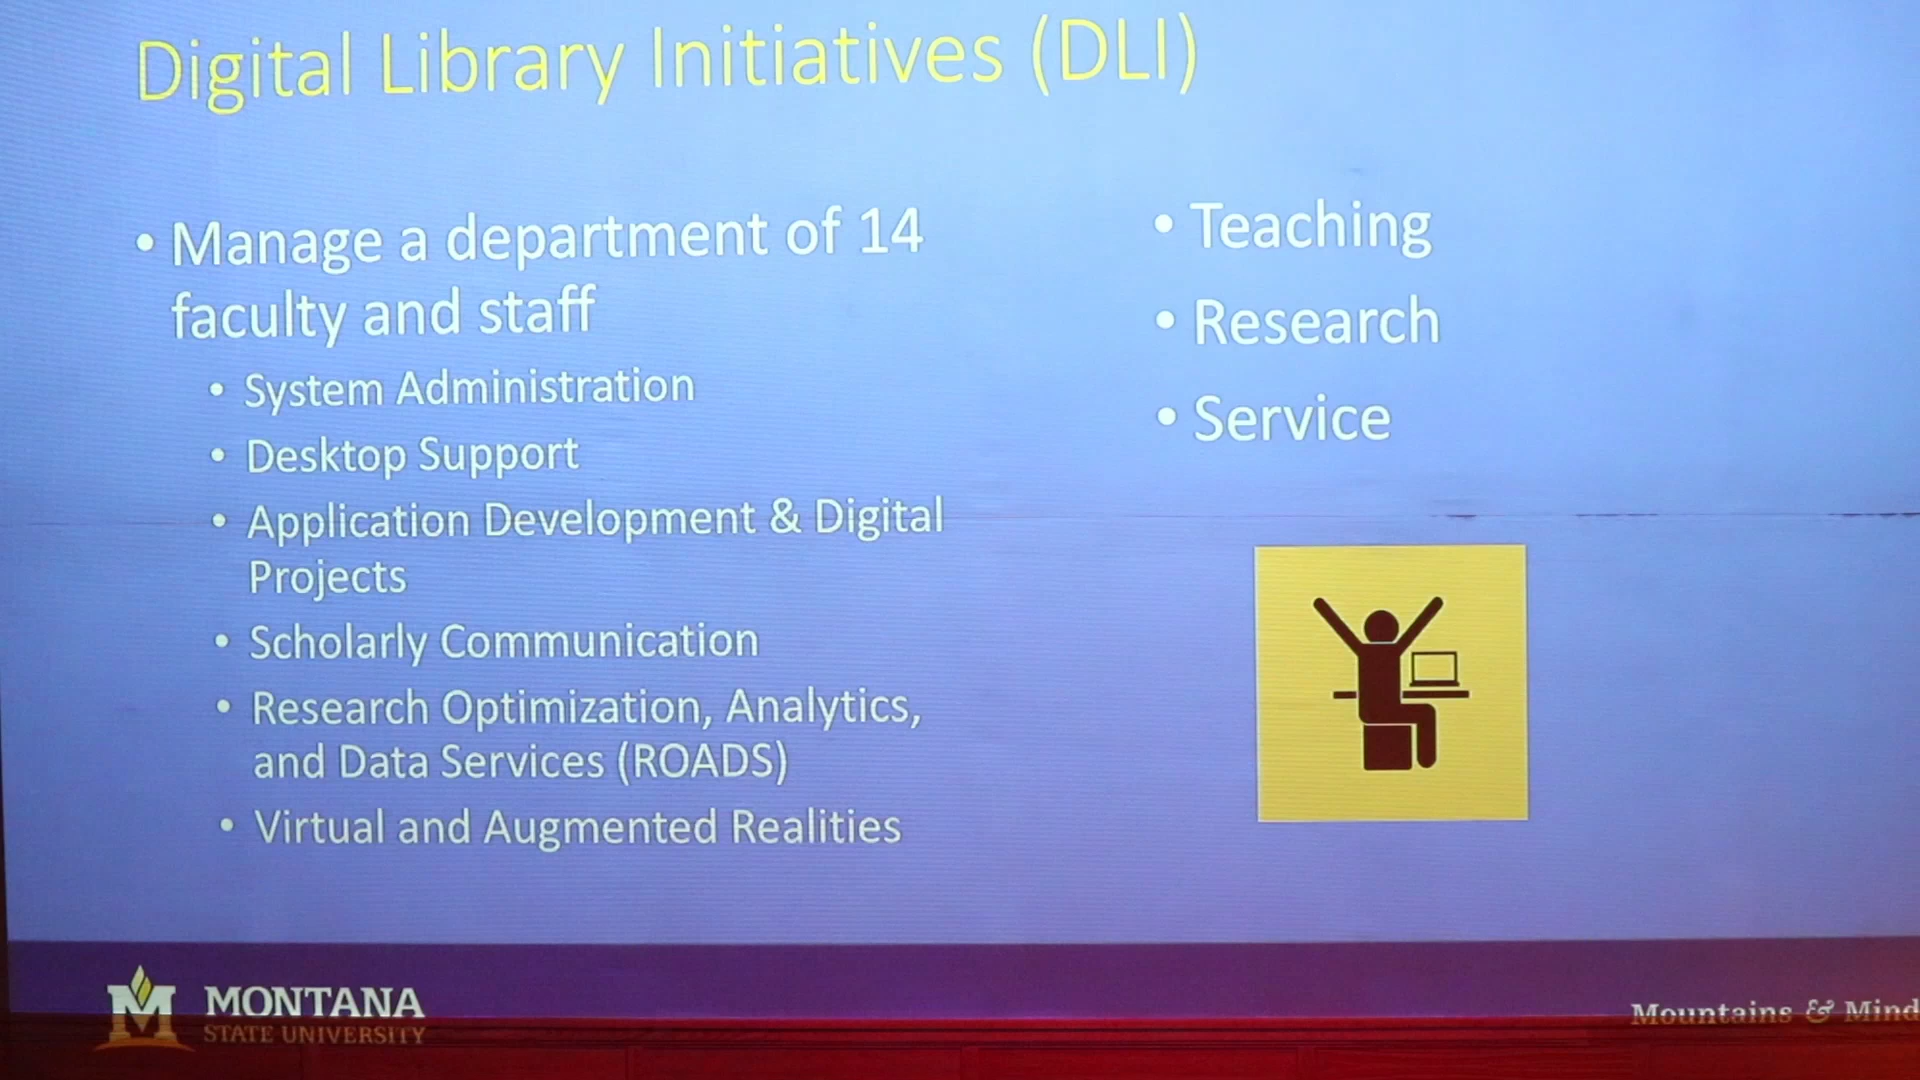 Digital Library Initiatives (DLI)
• Manage a department of 14
faculty and staff
• System Administration
• Desktop Support
• Application Development & Digital
Projects
• Scholarly Communication
• Research Optimization, Analytics,
and Data Services (ROADS)
• Virtual and Augmented Realities
• Teaching
• Research
• Service
M MONTANA
STATE UNIVERSITY
Mountains & Mind